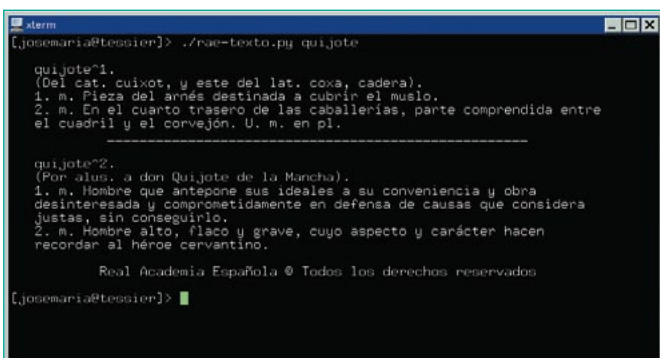 xterm
[josemaria@tessier]> ./rae-texto.py quijote
quijote^1.
(Del cat. cuixot, y este del lat. coxa, cadera).
1. m. Pieza del arnés destinada a cubrir el muslo.
2. m. En el cuarto trasero de las caballerías, parte comprendida entre
el cuadril y el corvejón. U. m. en pl.
quijote^2.
(Por alus. a don Quijote de la Mancha).
1. m. Hombre que antepone sus ideales a su conveniencia y obra
desinteresada y comprometidamente en defensa de causas que considera
justas, sin conseguirlo.
2. m. Hombre alto, flaco y grave, cuyo aspecto y carácter hacen
recordar al héroe cervantino.
Real Academia Española © Todos los derechos reservados
[josemaria@tessier]>